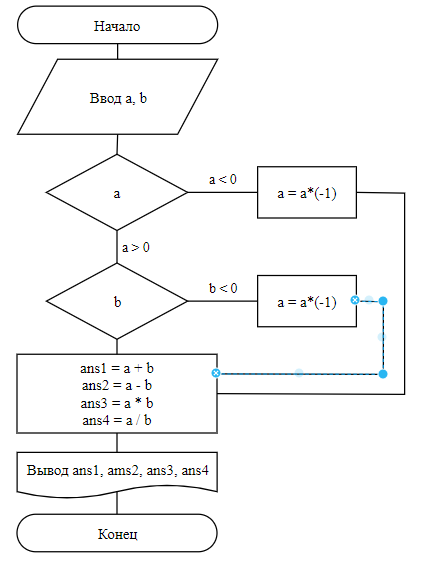 Начало
Ввод a, b
a
a < 0
a = a*(-1)
a > 0
b
b < 0
a = a*(-1)
ans1 = a + b
ans2 = a - b
ans3 = a * b
ans4 = a / b
Вывод ans1, ams2, ans3, ans4
Конец